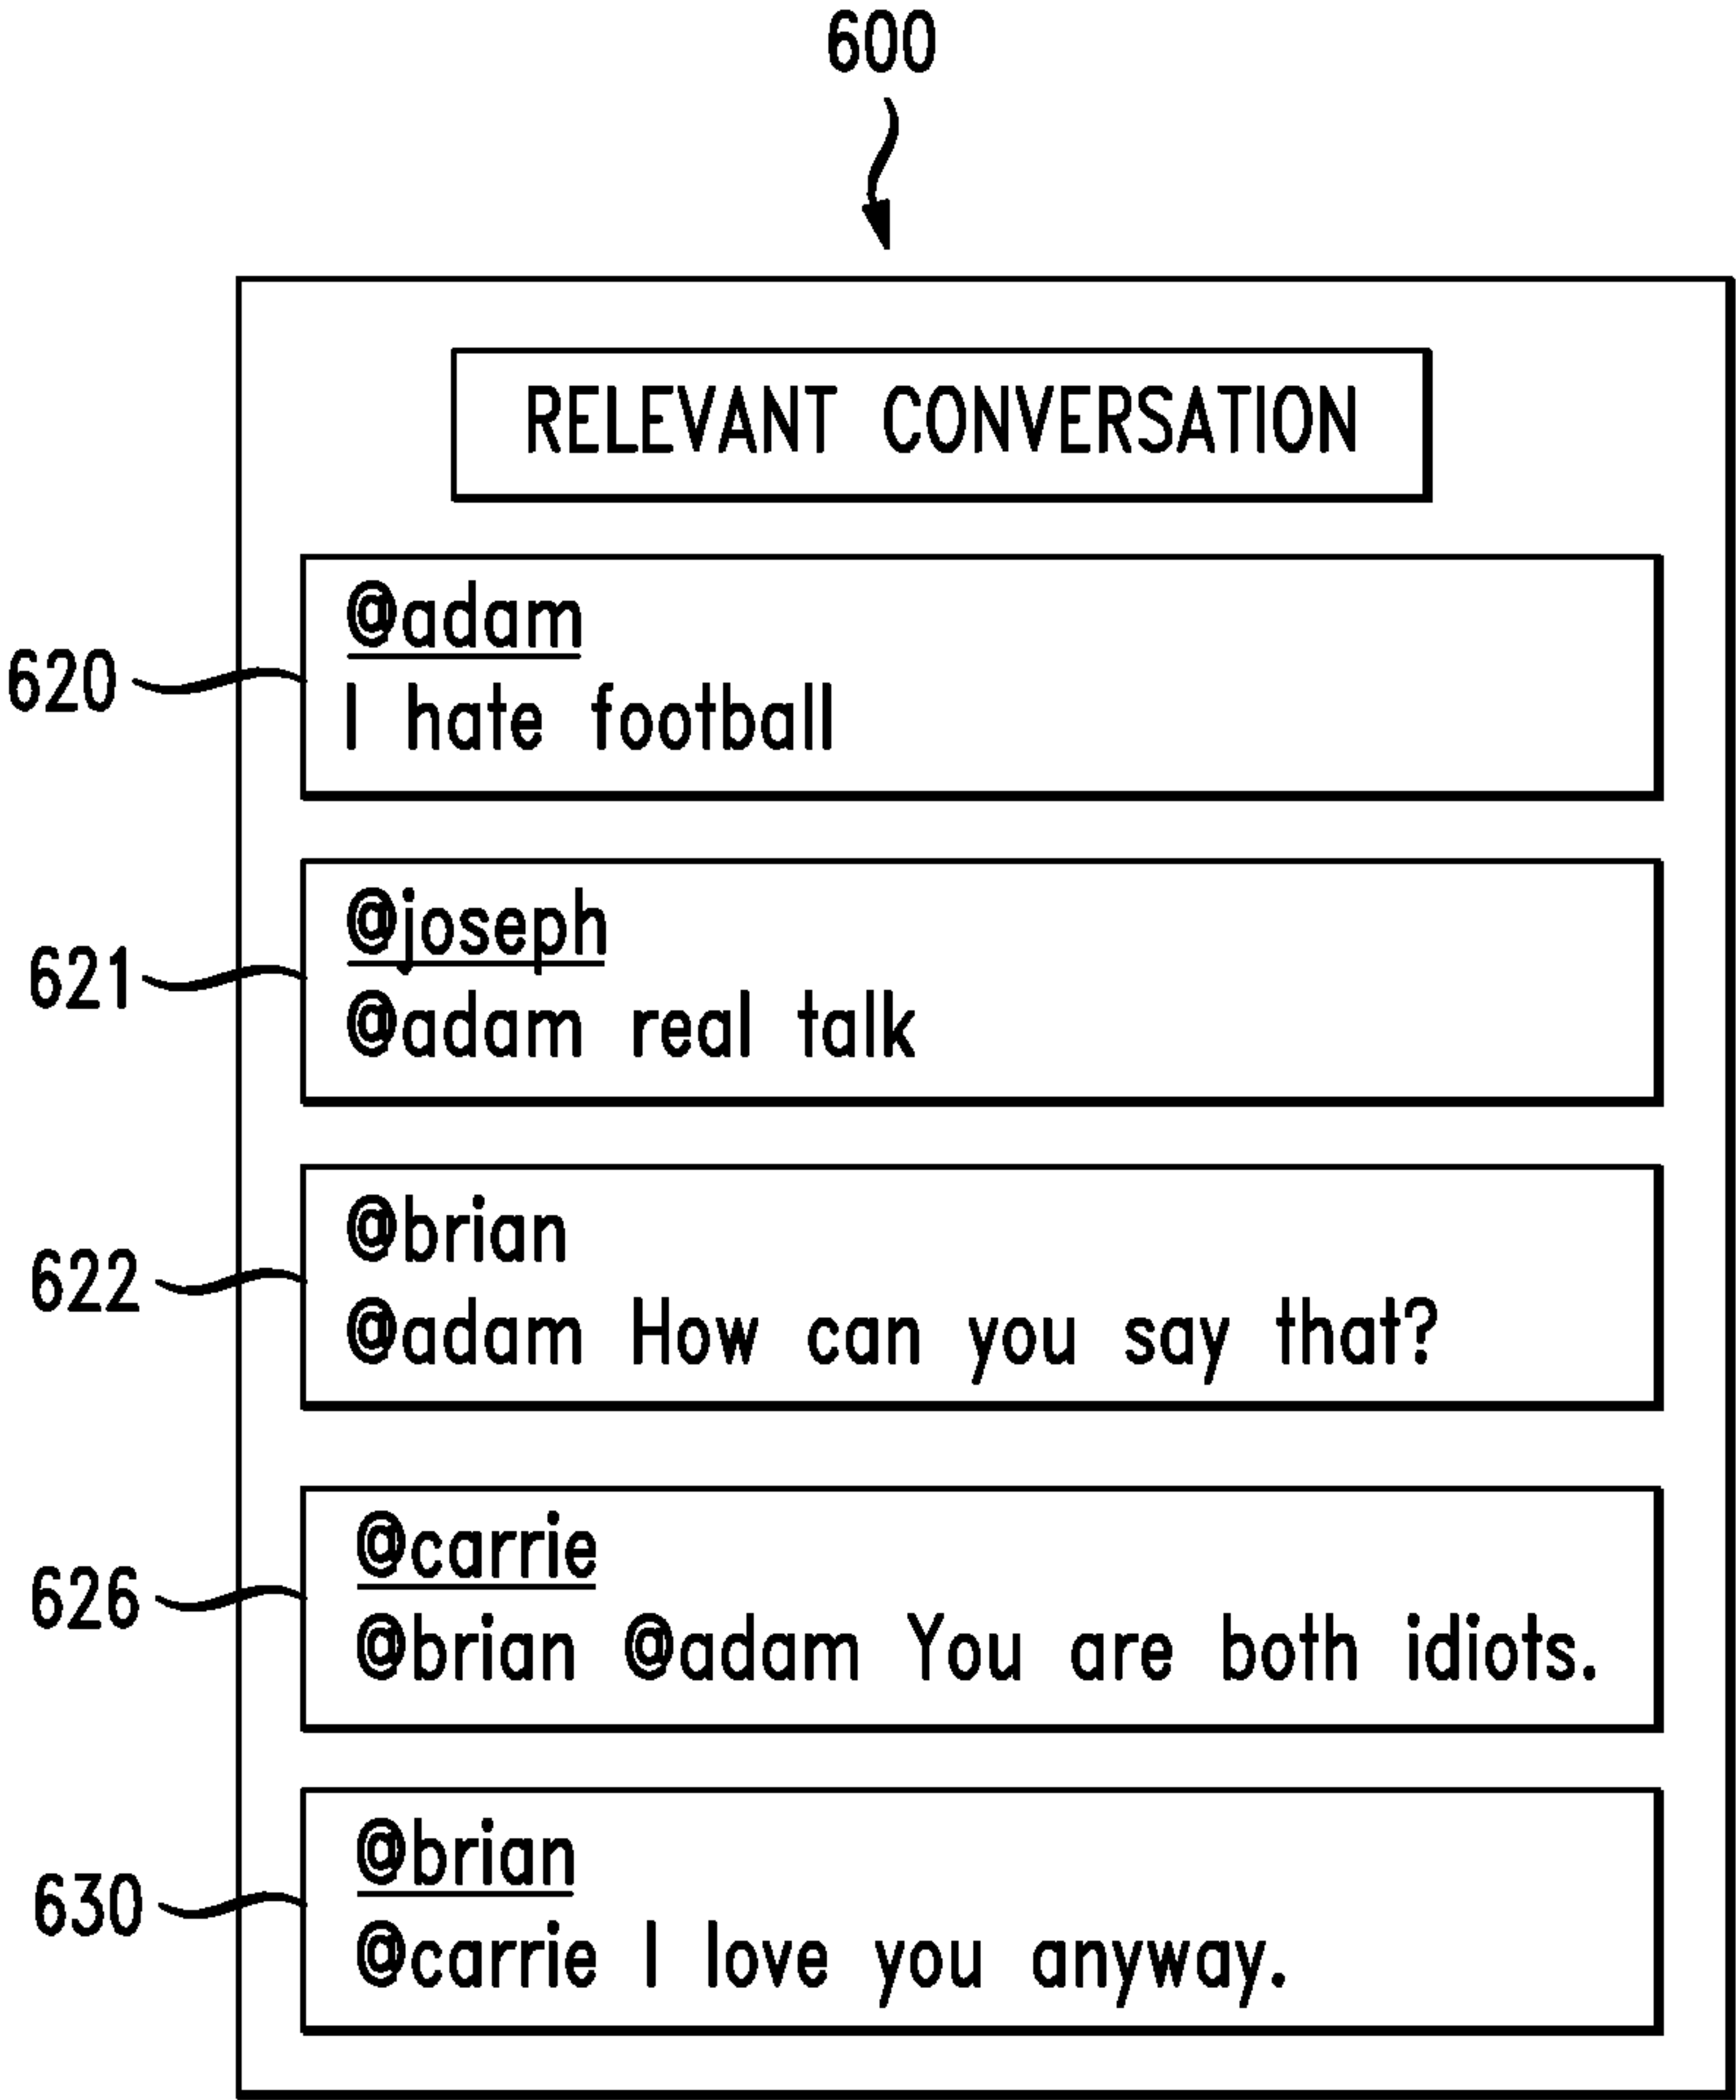 600
RELEVANT CONVERSATION
@adam
620
I hate football
@joseph
621
@adam real talk
@brian
622
@adam How can you say that?
@carrie
626
@brian @adam You are both idiots.
@brian
630
@carrie I love you anyway.